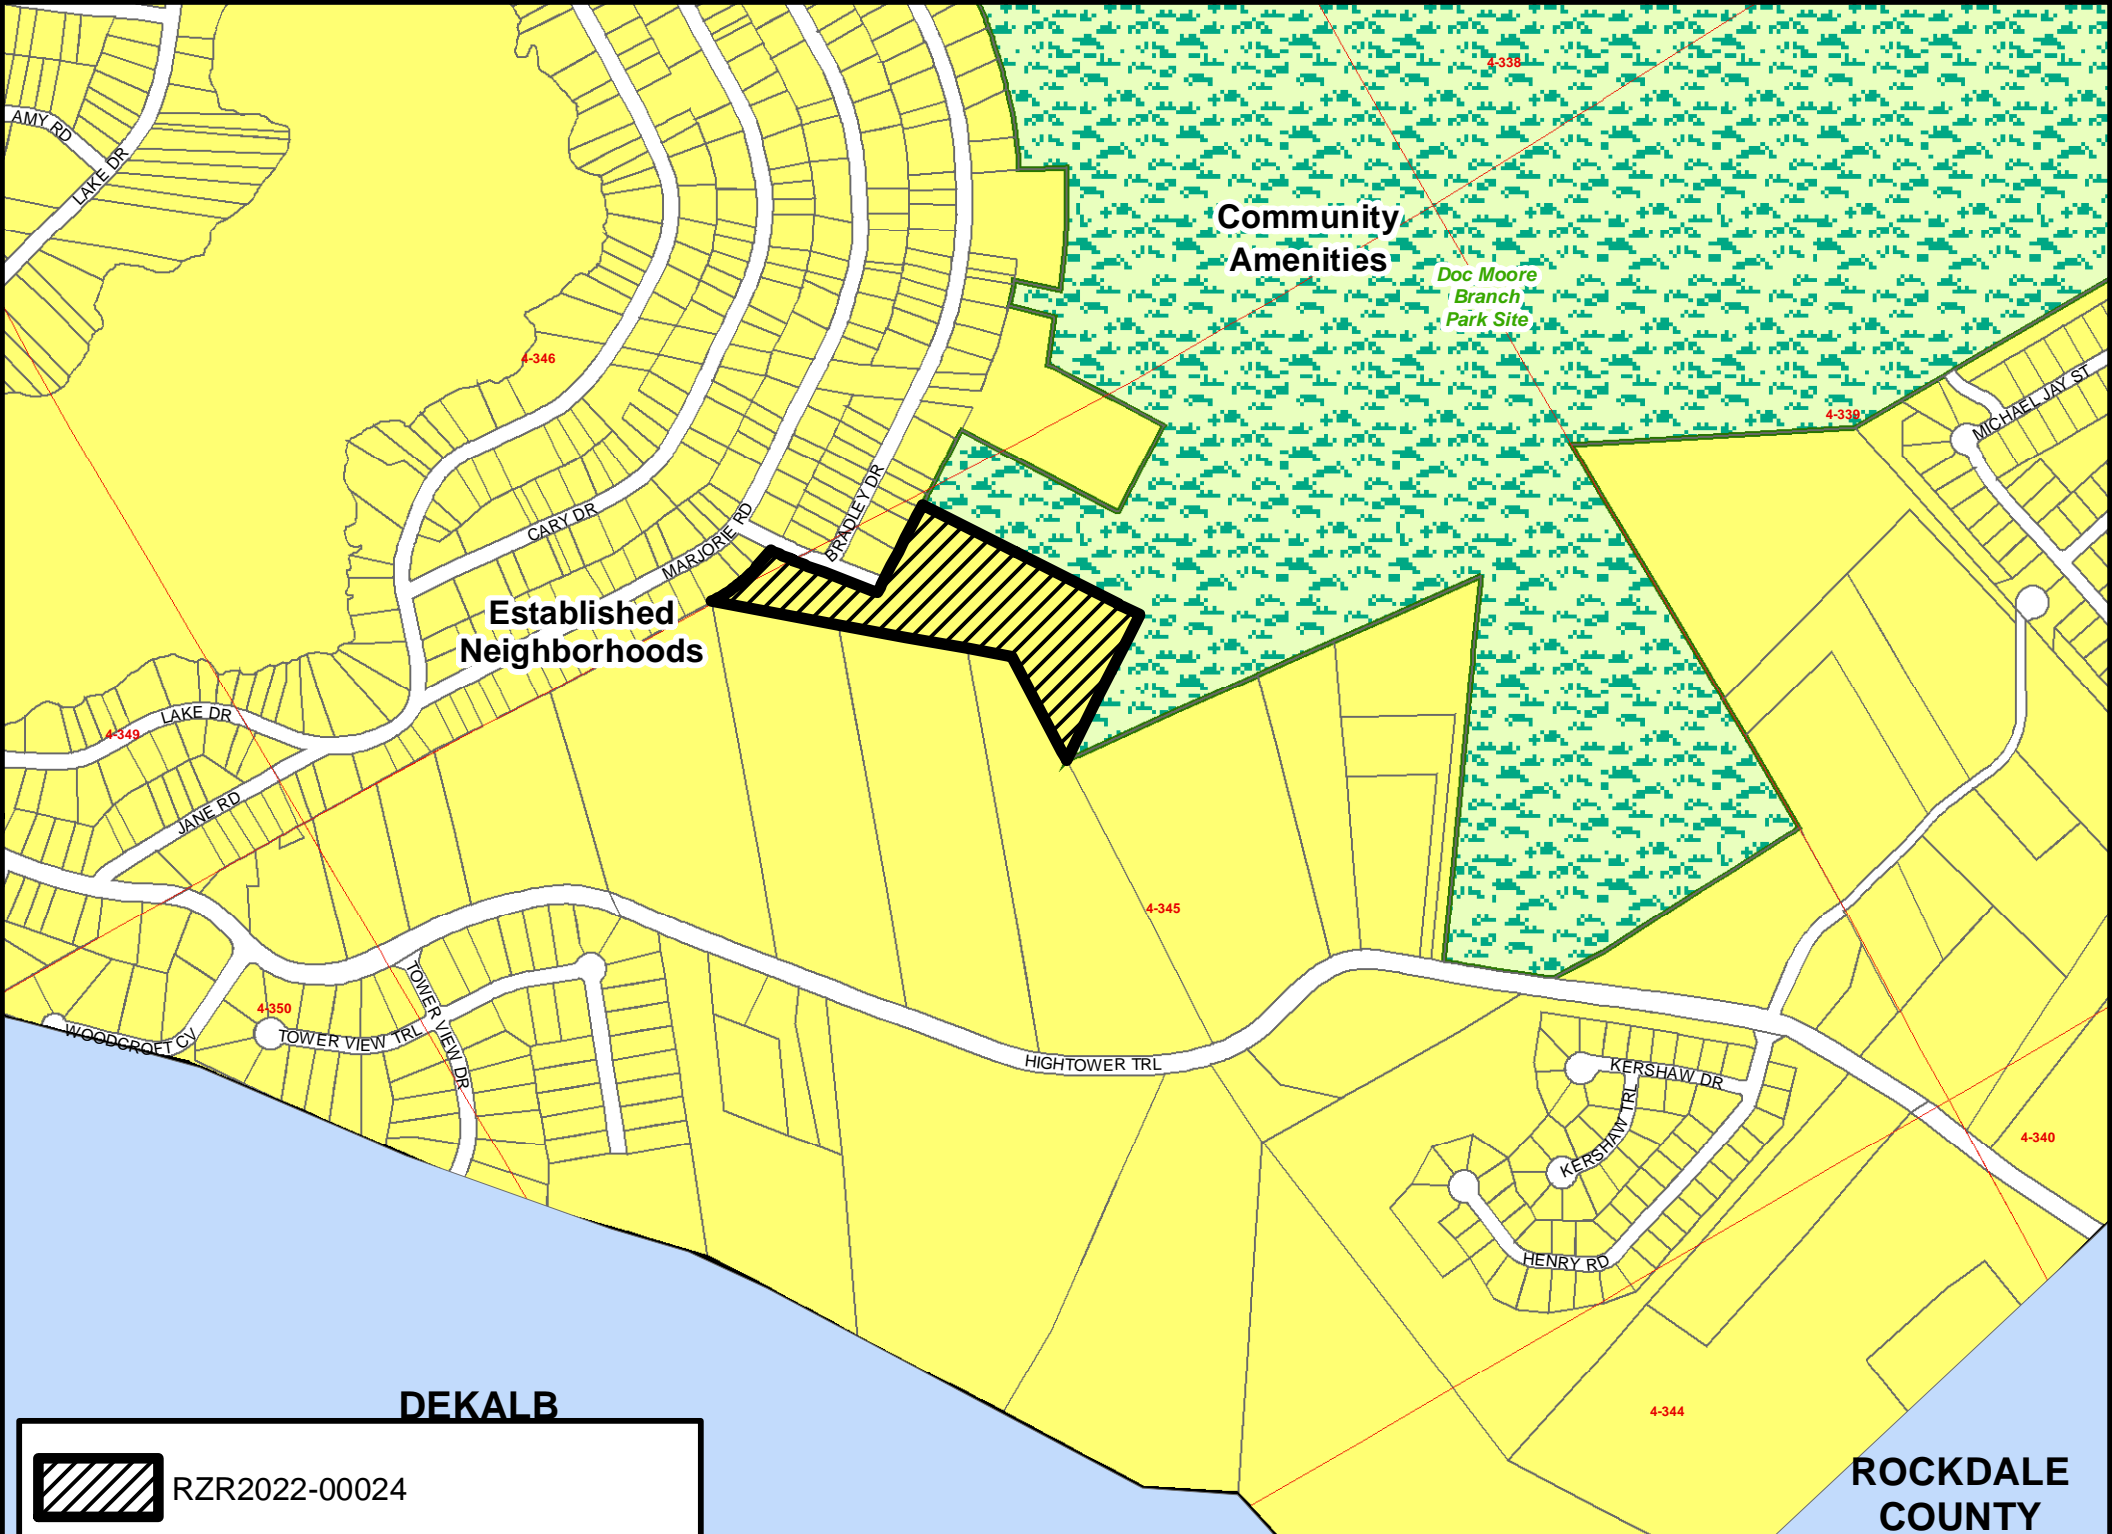 4-338
AMY RD
LAKE DR
Community
Amenities
Doc Moore
Branch
Park Site
4-346
MICHAEL JAY ST
4-339
CARY DR
MARJORIE RD
BRADLEY DR
Established
Neighborhoods
LAKE DR
4-349
JANE RD
4-345
TOWER VIEW DR
4-350
WOODCROFT CV
TOWER VIEW TRL
HIGHTOWER TRL
KERSHAW DR
KERSHAW TRL
4-340
HENRY RD
DEKALB
4-344
RZR2022-00024
ROCKDALE
COUNTY